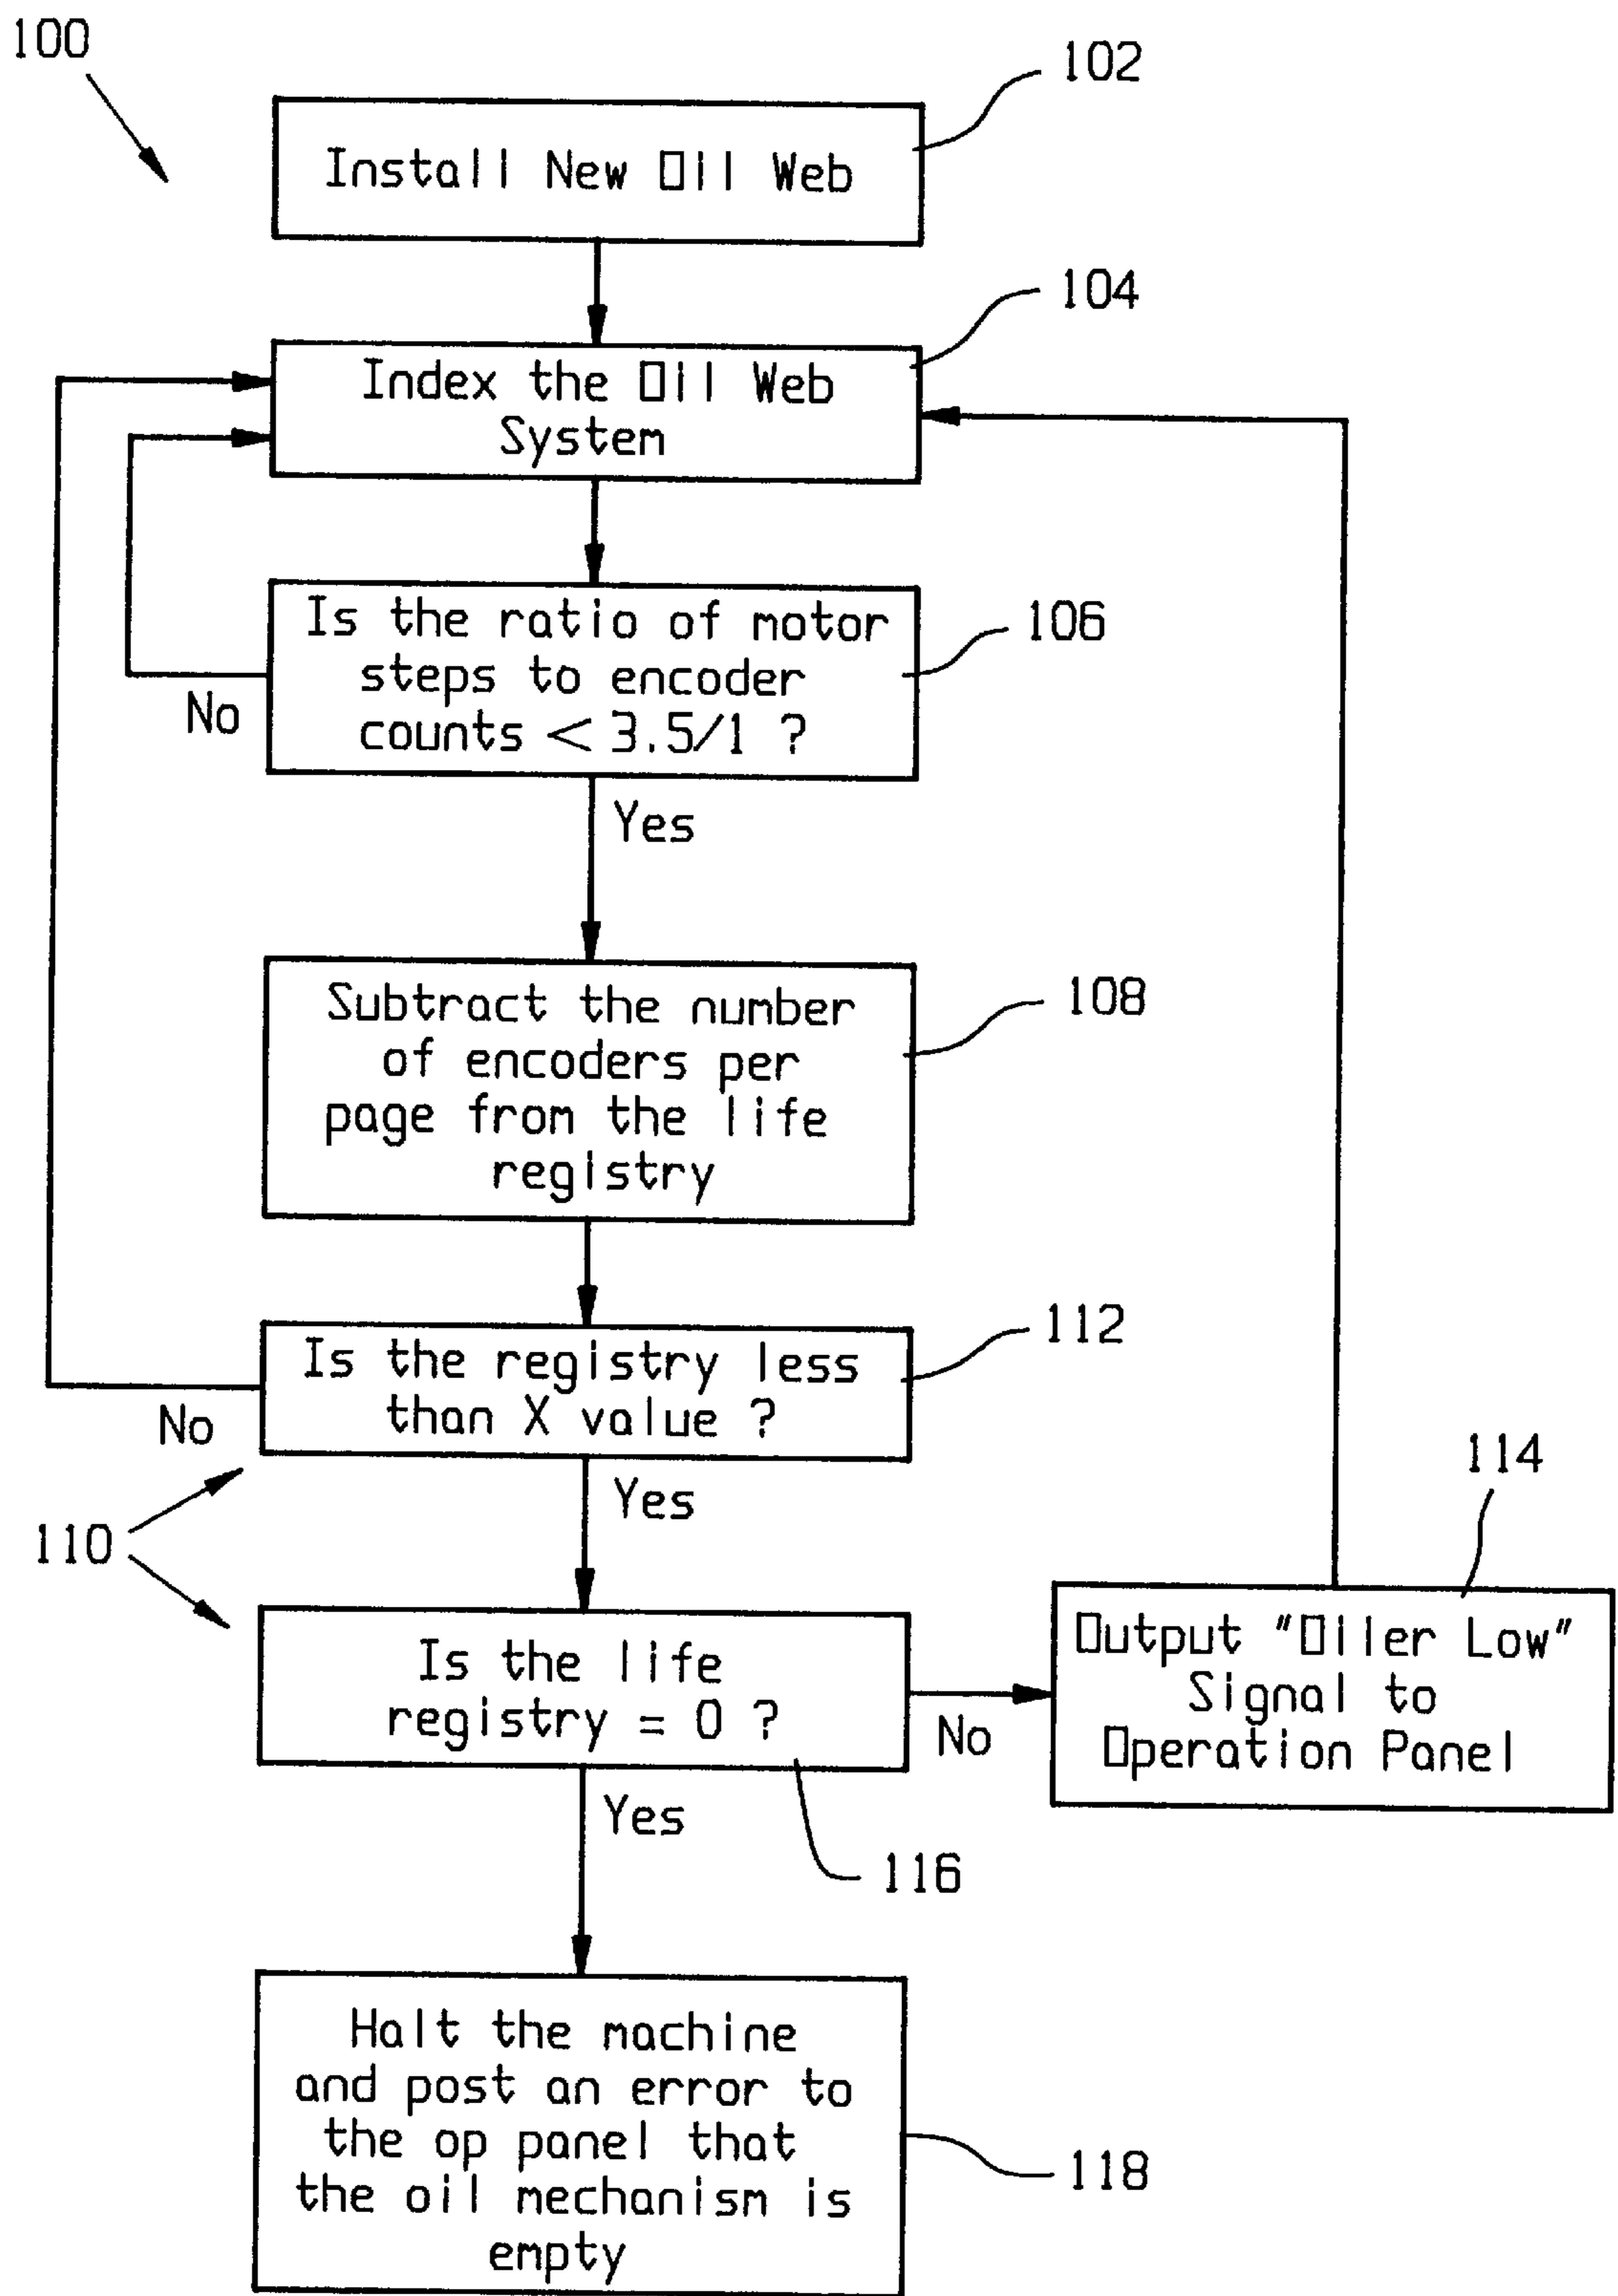 100
102
Install New Oil Web
104
Index the Oil Web
System
106
Is the ratio of motor
steps to encoder
counts < 3.5/1 ?
No
Yes
108
Subtract the number
of encoders per
page from the life
registry
112
Is the registry less
than X value ?
No
Yes
110
114
Is the life
registry = 0 ?
No
Output "Oiler Low"
Signal to
Operation Panel
Yes
116
Halt the machine
and post an error to
the op panel that
the oil mechanism is
empty
118